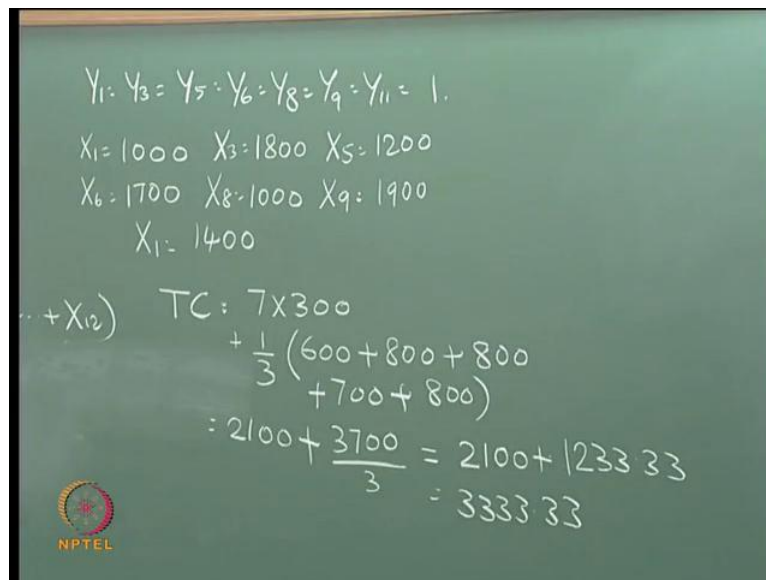 Y₁ = Y₃ = Y₅ = Y₆ = Y₈ = Y₉ = Y₁₁ = 1.
X₁ = 1000 X₃ = 1800 X₅ = 1200
X₆ = 1700 X₈ = 1000 X₉ = 1900
X₁ = 1400
·· + X₁₂) TC = 7 X 300
+ 1/3 (600 + 800 + 800
+ 700 + 800)
= 2100 + 3700/3 = 2100 + 1233.33
= 3333.33
NPTEL